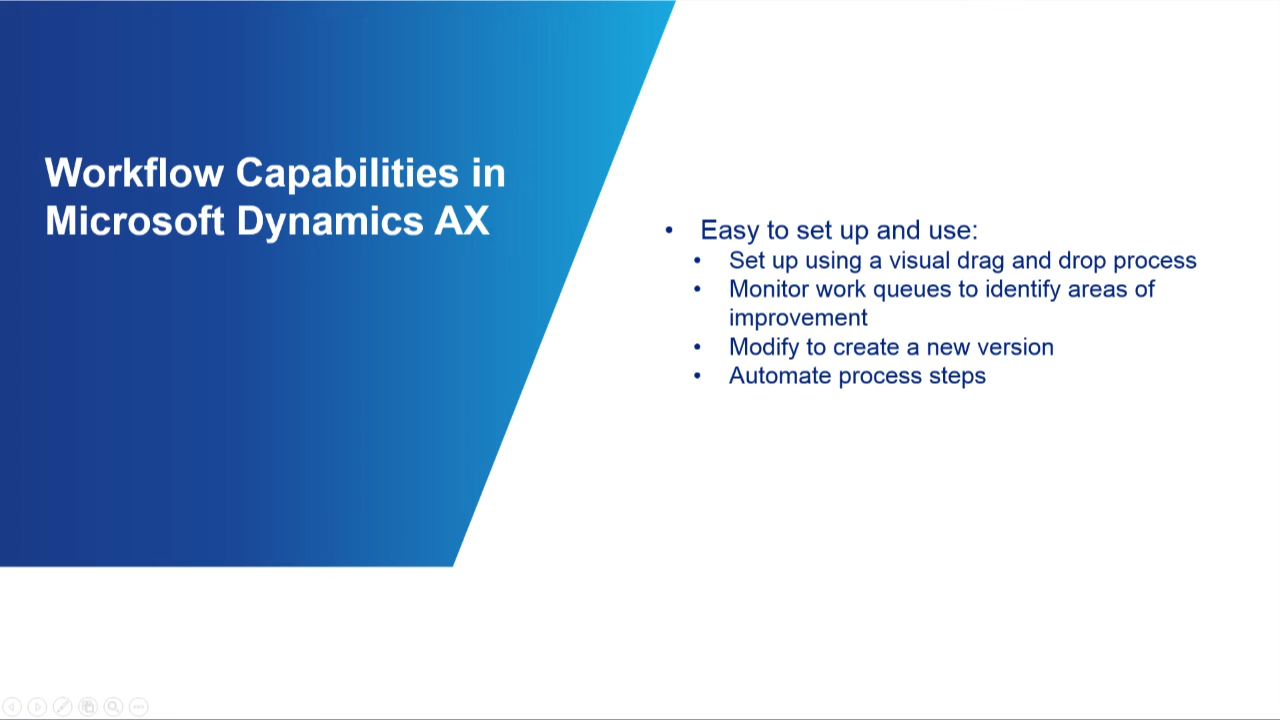 Workflow Capabilities in
Microsoft Dynamics AX
• Easy to set up and use:
• Set up using a visual drag and drop process
• Monitor work queues to identify areas of
improvement
• Modify to create a new version
• Automate process steps